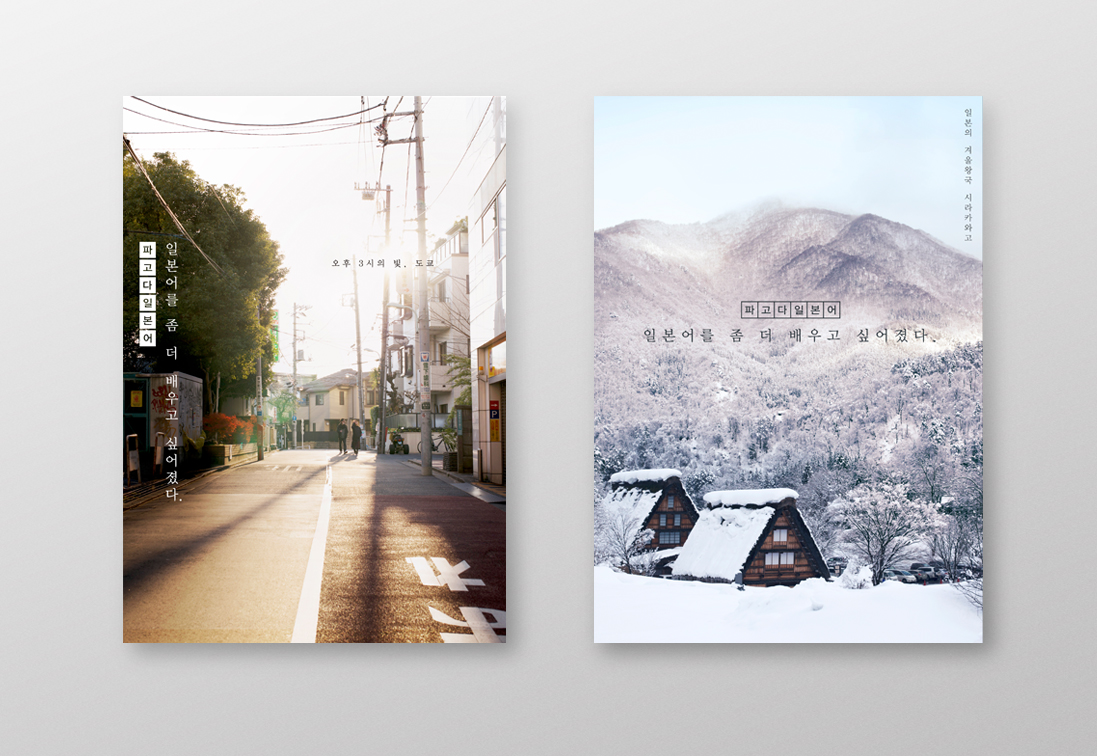 파고다일본어
일본어를 좀 더 배우고 싶어졌다.
오후 3시의 빛, 도쿄
P
일본의 겨울왕국 시라카와고
파고다일본어
일본어를 좀 더 배우고 싶어졌다.